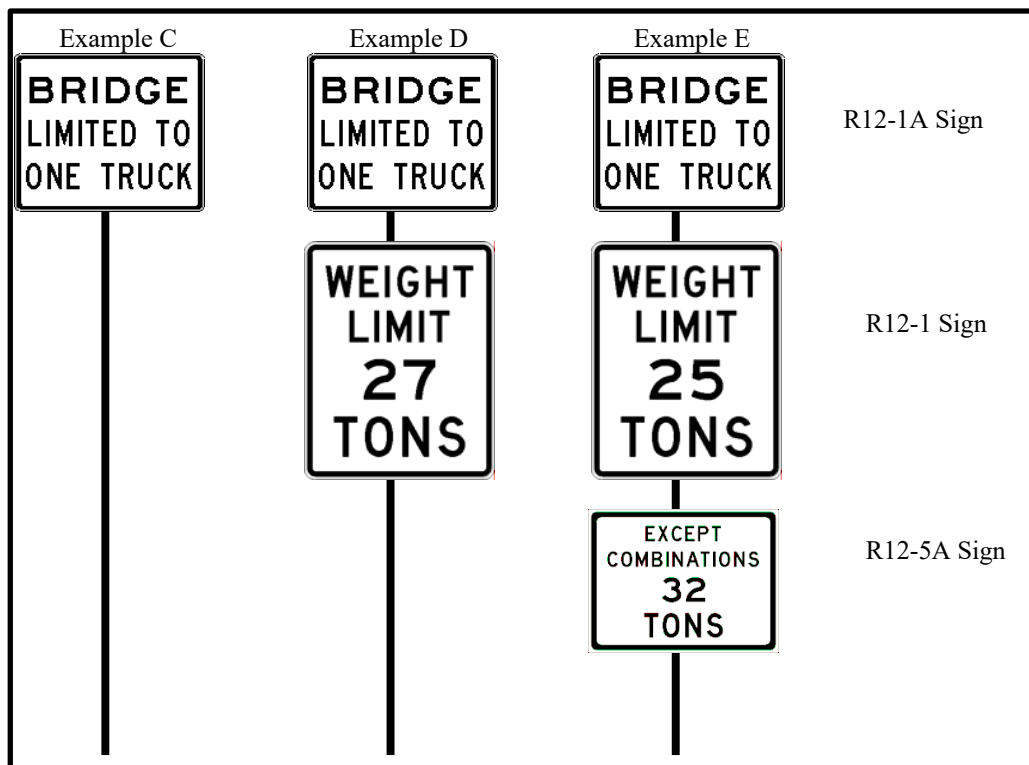 Example C
Example D
Example E
BRIDGE
LIMITED TO
ONE TRUCK
BRIDGE
LIMITED TO
ONE TRUCK
BRIDGE
LIMITED TO
ONE TRUCK
R12-1A Sign
WEIGHT
LIMIT
27
TONS
WEIGHT
LIMIT
25
TONS
R12-1 Sign
EXCEPT
COMBINATIONS
32
TONS
R12-5A Sign